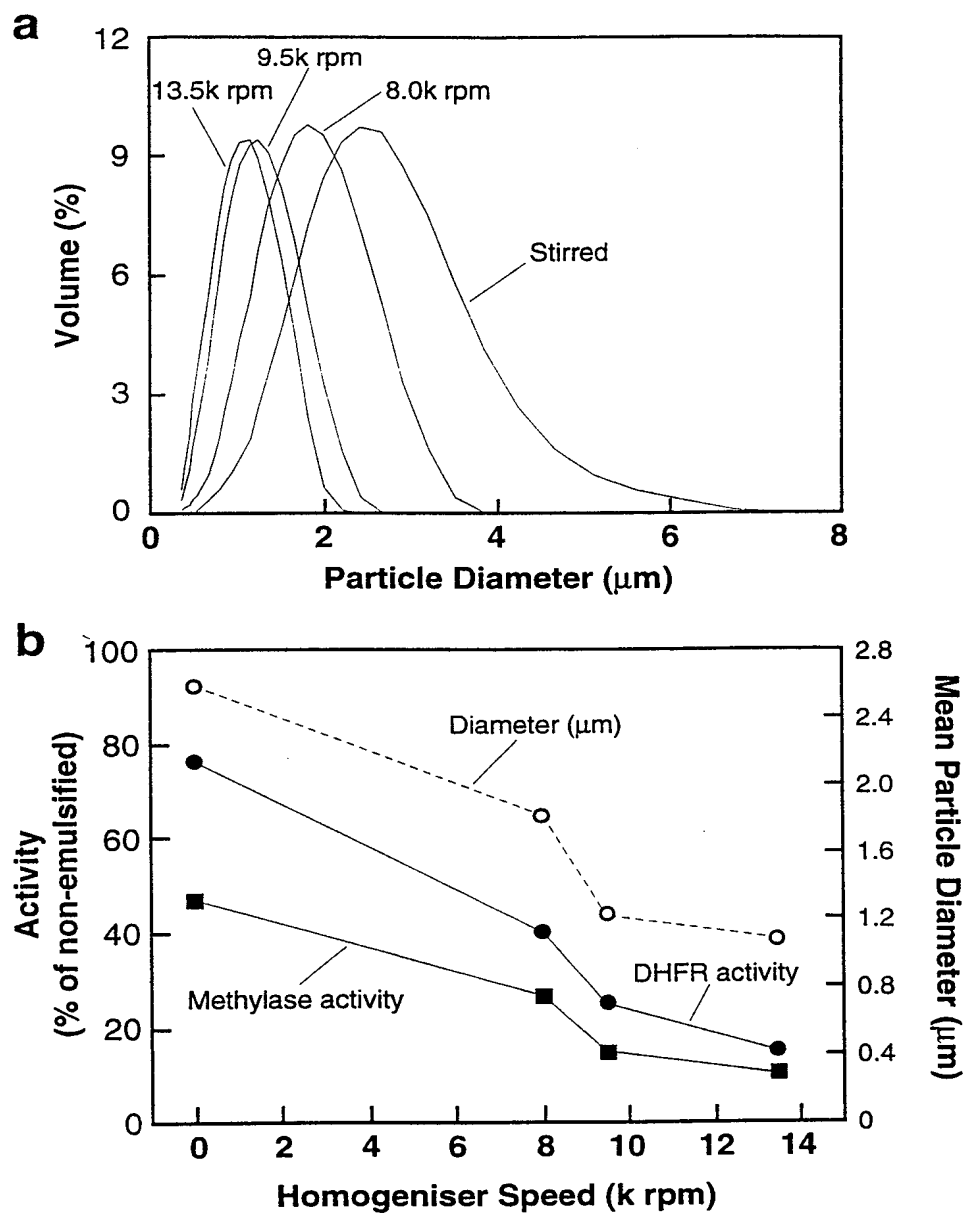 a
12
9
6
3
0
Volume (%)
9.5k rpm
13.5k rpm
8.0k rpm
Stirred
0 2 4 6 8
Particle Diameter (μm)
b
100
80
60
40
20
0
Activity
(% of non-emulsified)
Diameter (μm)
DHFR activity
Methylase activity
2.8
2.4
2.0
1.6
1.2
0.8
0.4
0
Mean Particle Diameter (μm)
0 2 4 6 8 10 12 14
Homogeniser Speed (k rpm)